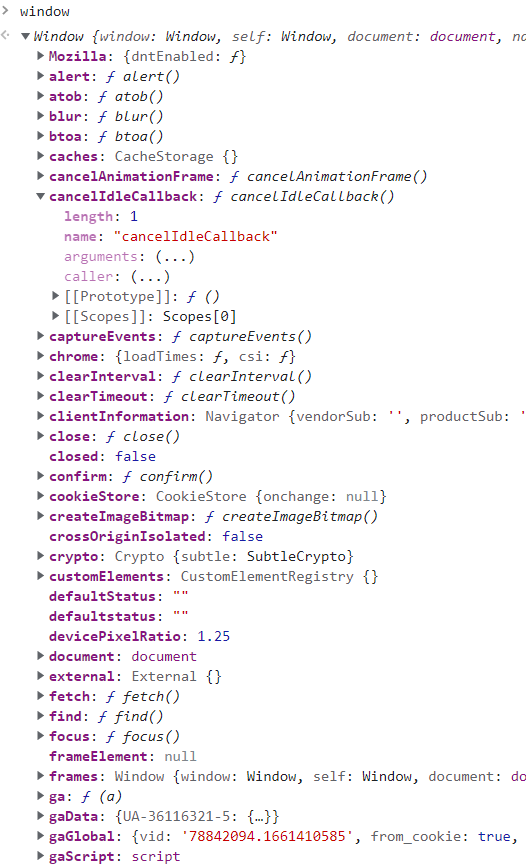 window
Window {window: Window, self: Window, document: document, na
Mozilla: {dntEnabled: ƒ}
alert: ƒ alert()
atob: ƒ atob()
blur: ƒ blur()
btoa: ƒ btoa()
caches: CacheStorage {}
cancelAnimationFrame: ƒ cancelAnimationFrame()
cancelIdleCallback: ƒ cancelIdleCallback()
length: 1
name: "cancelIdleCallback"
arguments: (...)
caller: (...)
[[Prototype]]: ƒ ()
[[Scopes]]: Scopes[0]
captureEvents: ƒ captureEvents()
chrome: {loadTimes: ƒ, csi: ƒ}
clearInterval: ƒ clearInterval()
clearTimeout: ƒ clearTimeout()
clientInformation: Navigator {vendorSub: '', productSub: '
close: ƒ close()
closed: false
confirm: ƒ confirm()
cookieStore: CookieStore {onchange: null}
createImageBitmap: ƒ createImageBitmap()
crossOriginIsolated: false
crypto: Crypto {subtle: SubtleCrypto}
customElements: CustomElementRegistry {}
defaultStatus: ""
defaultstatus: ""
devicePixelRatio: 1.25
document: document
external: External {}
fetch: ƒ fetch()
find: ƒ find()
focus: ƒ focus()
frameElement: null
frames: Window {window: Window, self: Window, document: do
ga: ƒ (a)
gaData: {UA-36116321-5: {…}}
gaGlobal: {vid: '78842094.1661410585', from_cookie: true,
gaScript: script